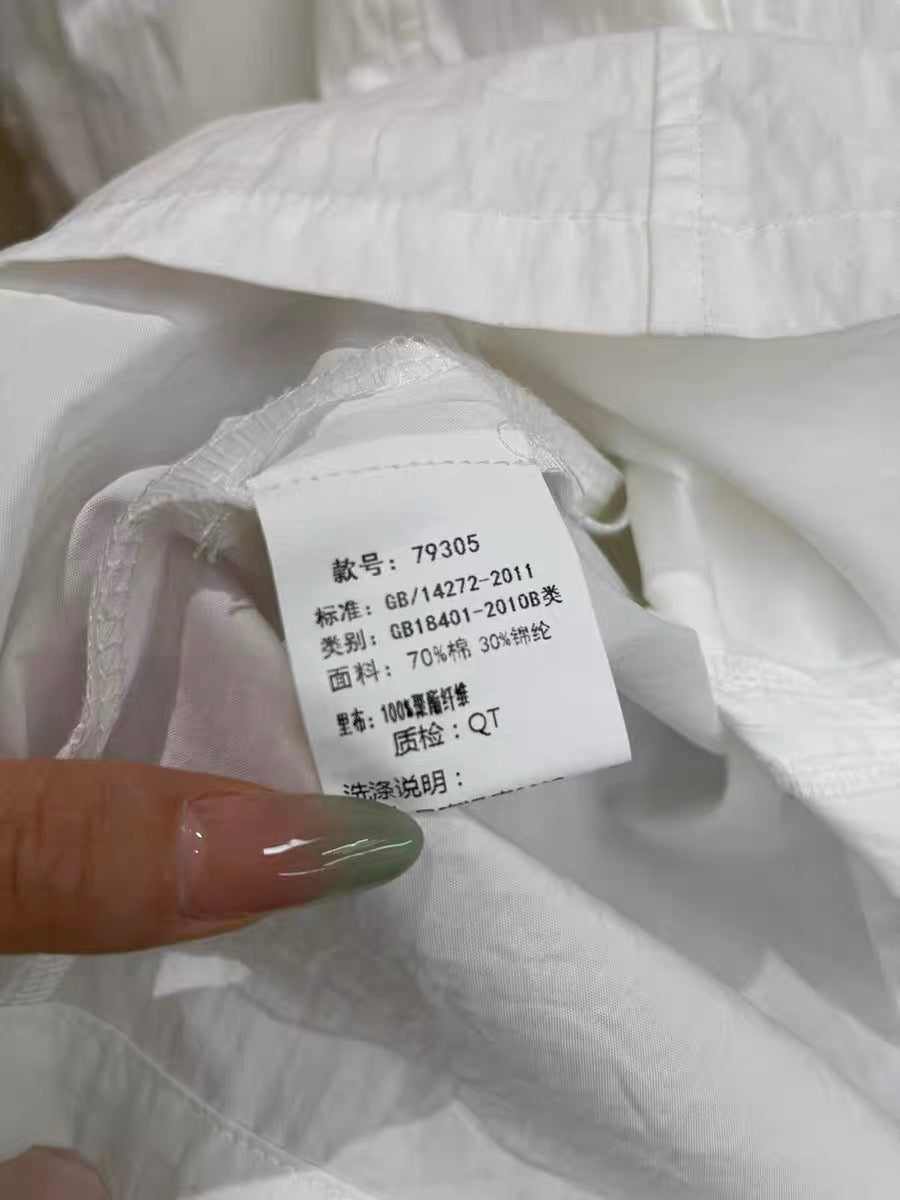 款号：79305
标准：GB/14272-2011
类别：GB18401-2010B类
面料：70%棉 30%锦纶
里布：100%聚酯纤维
质检：QT
洗涤说明：